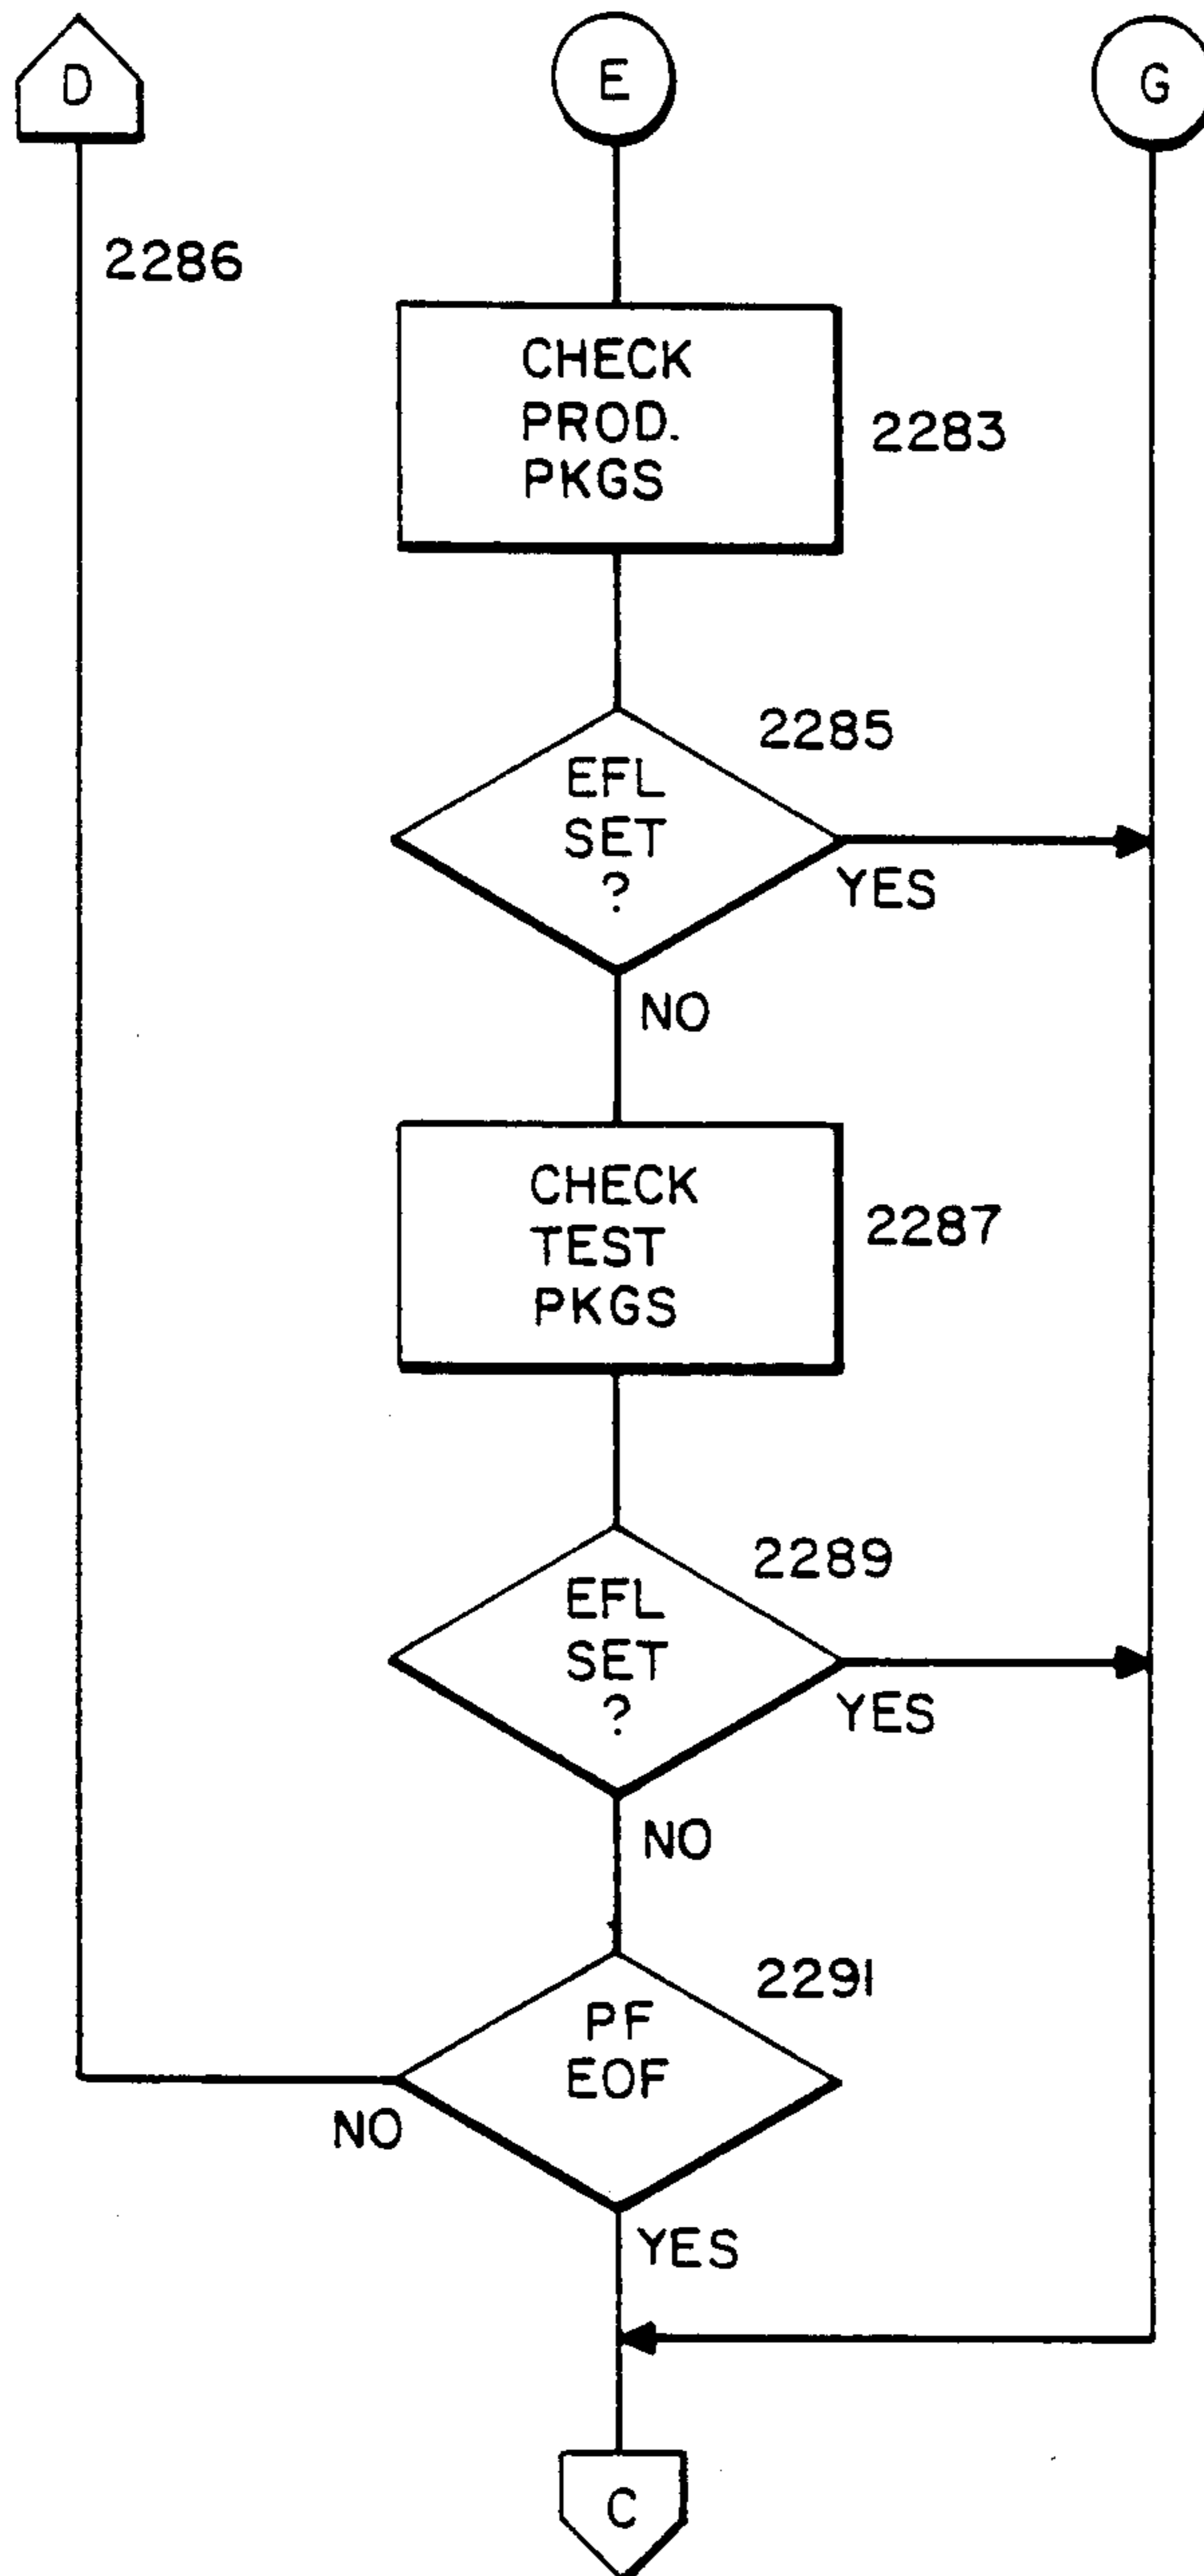 D
E
G
2286
CHECK
PROD.
PKGS
2283
2285
EFL
SET
?
YES
NO
CHECK
TEST
PKGS
2287
2289
EFL
SET
?
YES
NO
2291
PF
EOF
NO
YES
C